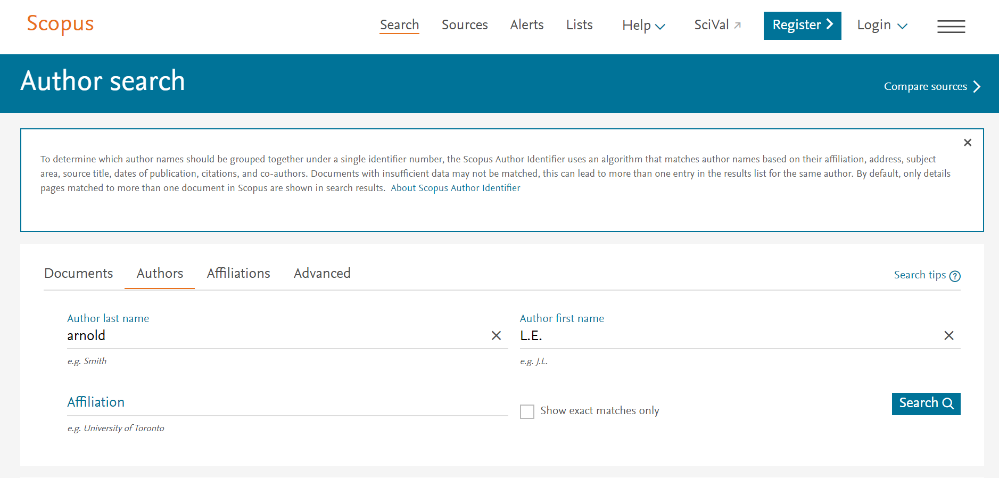 Scopus
Search Sources Alerts Lists Help SciVal Register Login
Author search
Compare sources
To determine which author names should be grouped together under a single identifier number, the Scopus Author Identifier uses an algorithm that matches author names based on their affiliation, address, subject
area, source title, dates of publication, citations, and co-authors. Documents with insufficient data may not be matched, this can lead to more than one entry in the results list for the same author. By default, only details
pages matched to more than one document in Scopus are shown in search results. About Scopus Author Identifier
Documents Authors Affiliations Advanced
Search tips
Author last name
arnold
e.g. Smith
Author first name
L.E.
e.g. J.L.
Affiliation
e.g. University of Toronto
Show exact matches only
Search